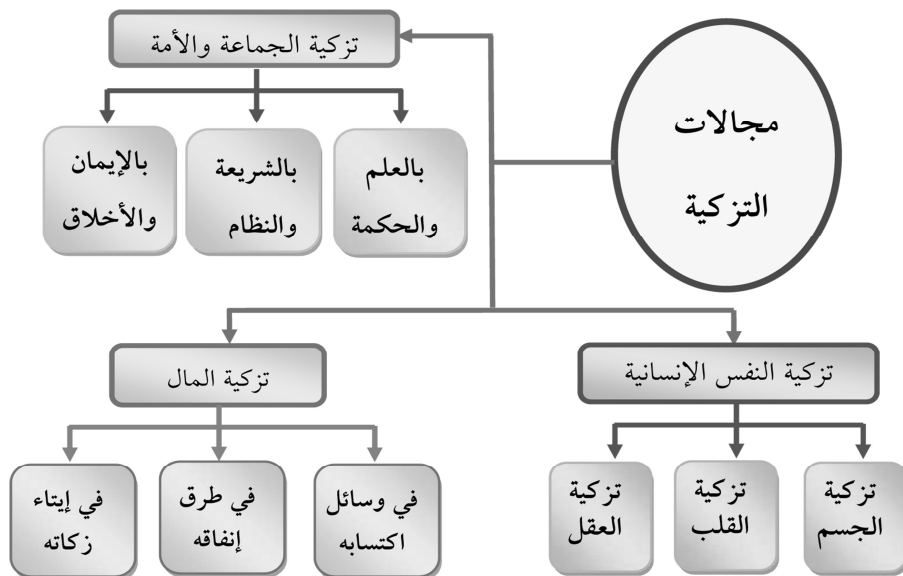 مجالات
التزكية
تزكية الجماعة والأمة
بالعلم
والحكمة
بالشريعة
والنظام
بالإيمان
والأخلاق
تزكية النفس الإنسانية
تزكية
الجسم
تزكية
القلب
تزكية
العقل
تزكية المال
في وسائل
اكتسابه
في طرق
إنفاقه
في إيتاء
زكاته